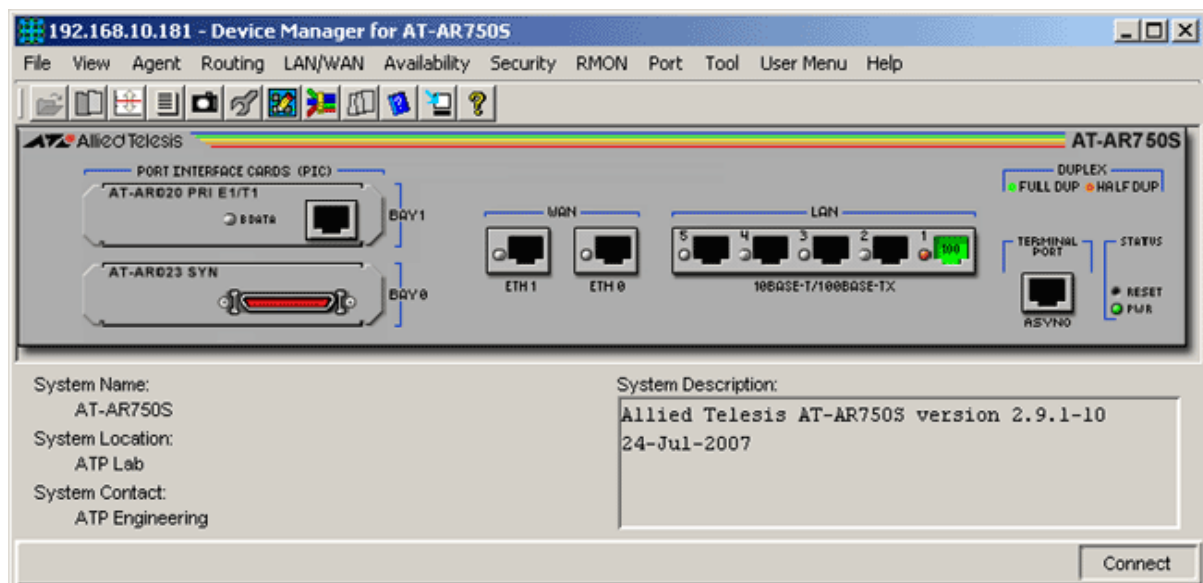 192.168.10.181 - Device Manager for AT-AR750S
File View Agent Routing LAN/WAN Availability Security RMON Port Tool User Menu Help
Allied Telesis
AT-AR750S
PORT INTERFACE CARDS (PIC)
AT-AR020 PRI E1/T1
B DATA
BAY1
AT-AR023 SYN
BAY0
WAN
ETH 1
ETH 0
LAN
5 4 3 2 1
100
10BASE-T/100BASE-TX
DUPLEX
FULL DUP HALF DUP
TERMINAL PORT
ASYN0
STATUS
RESET
PWR
System Name:
AT-AR750S
System Location:
ATP Lab
System Contact:
ATP Engineering
System Description:
Allied Telesis AT-AR750S version 2.9.1-10
24-Jul-2007
Connect